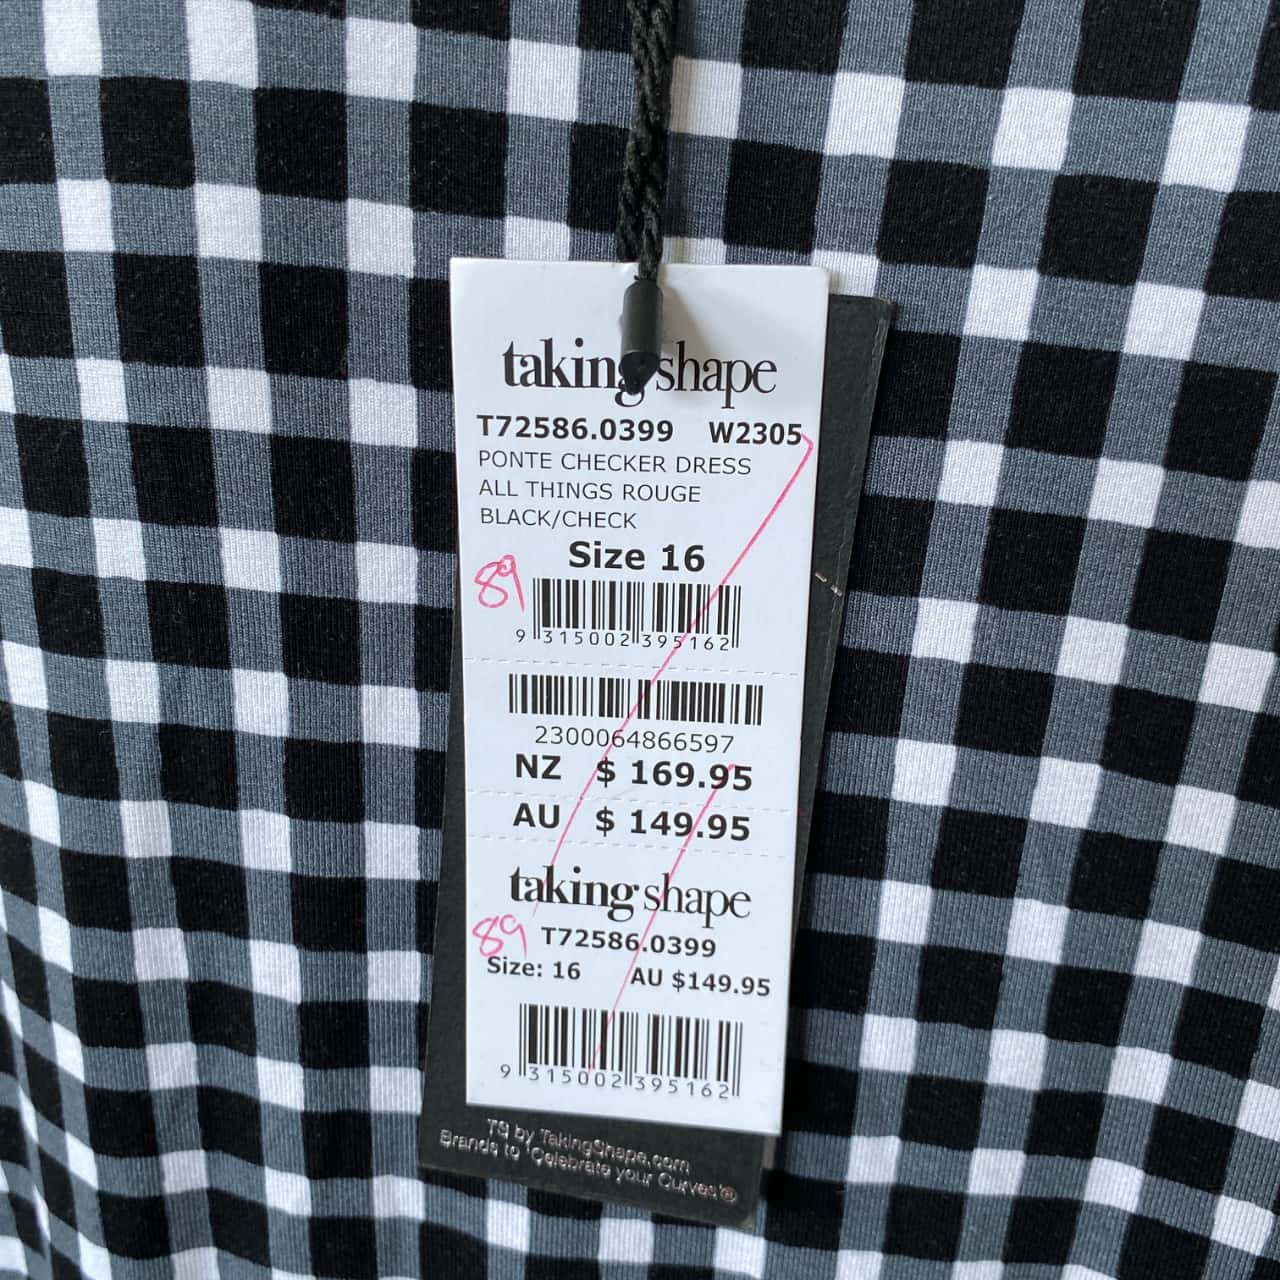 taking shape
T72586.0399 W2305
PONTE CHECKER DRESS
ALL THINGS ROUGE
BLACK/CHECK
Size 16
89
9 315002 395162
2300064866597
NZ $ 169.95
AU $ 149.95
taking shape
89 T72586.0399
Size: 16 AU $149.95
9 315002 395162
TS by TakingShape.com
Brands to 'Celebrate your Curves'®